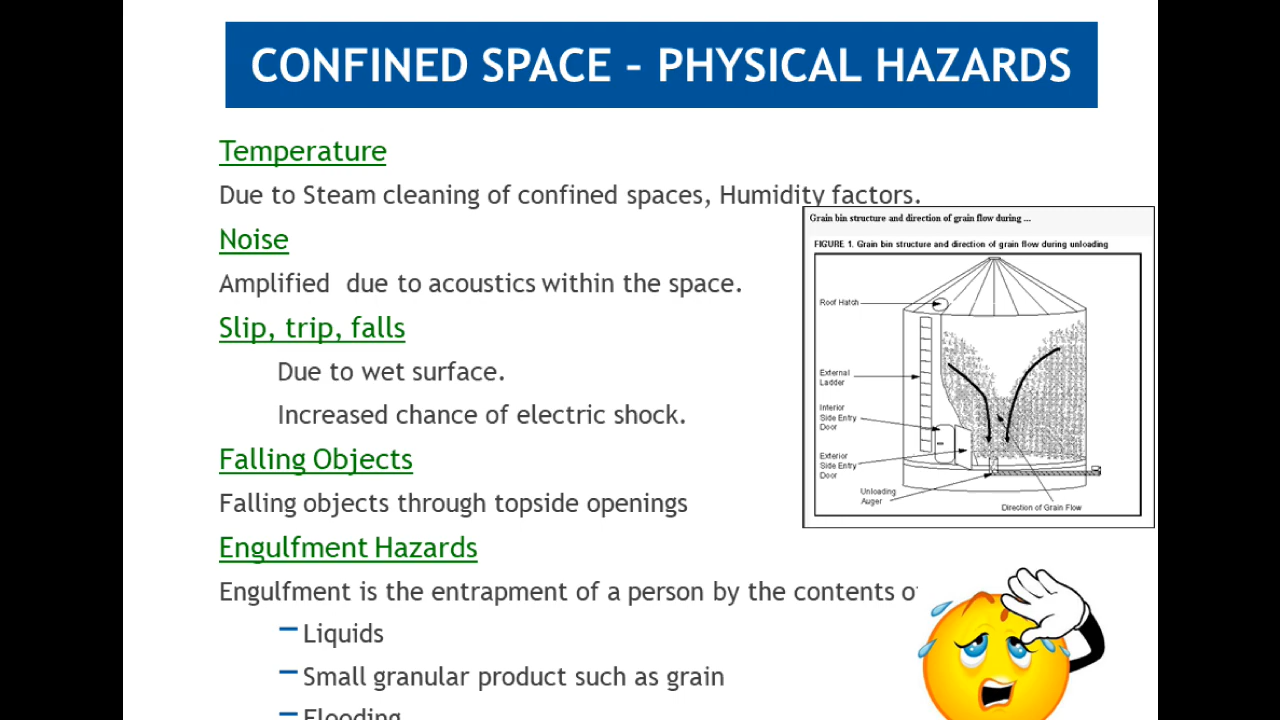 CONFINED SPACE – PHYSICAL HAZARDS
Temperature
Due to Steam cleaning of confined spaces, Humidity factors.
Noise
Amplified  due to acoustics within the space.
Slip, trip, falls
Due to wet surface.
Increased chance of electric shock.
Falling Objects
Falling objects through topside openings
Engulfment Hazards
Engulfment is the entrapment of a person by the contents
– Liquids
– Small granular product such as grain
– Flooding
Grain bin structure and direction of grain flow during ...
FIGURE 1. Grain bin structure and direction of grain flow during unloading
Roof Hatch
External
Ladder
Interior
Side Entry
Door
Exterior
Side Entry
Door
Unloading
Auger
Direction of Grain Flow